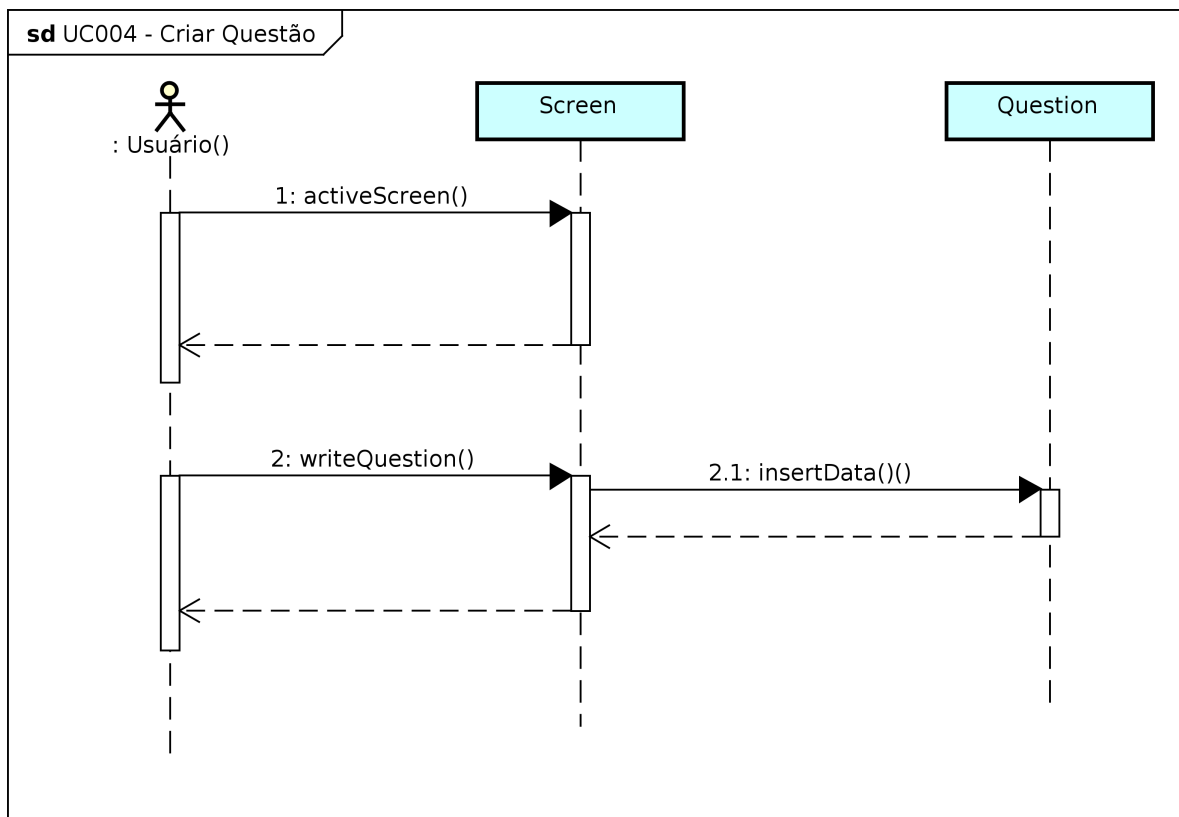 sd UC004 - Criar Questão
: Usuário()
Screen
Question
1: activeScreen()
2: writeQuestion()
2.1: insertData()()